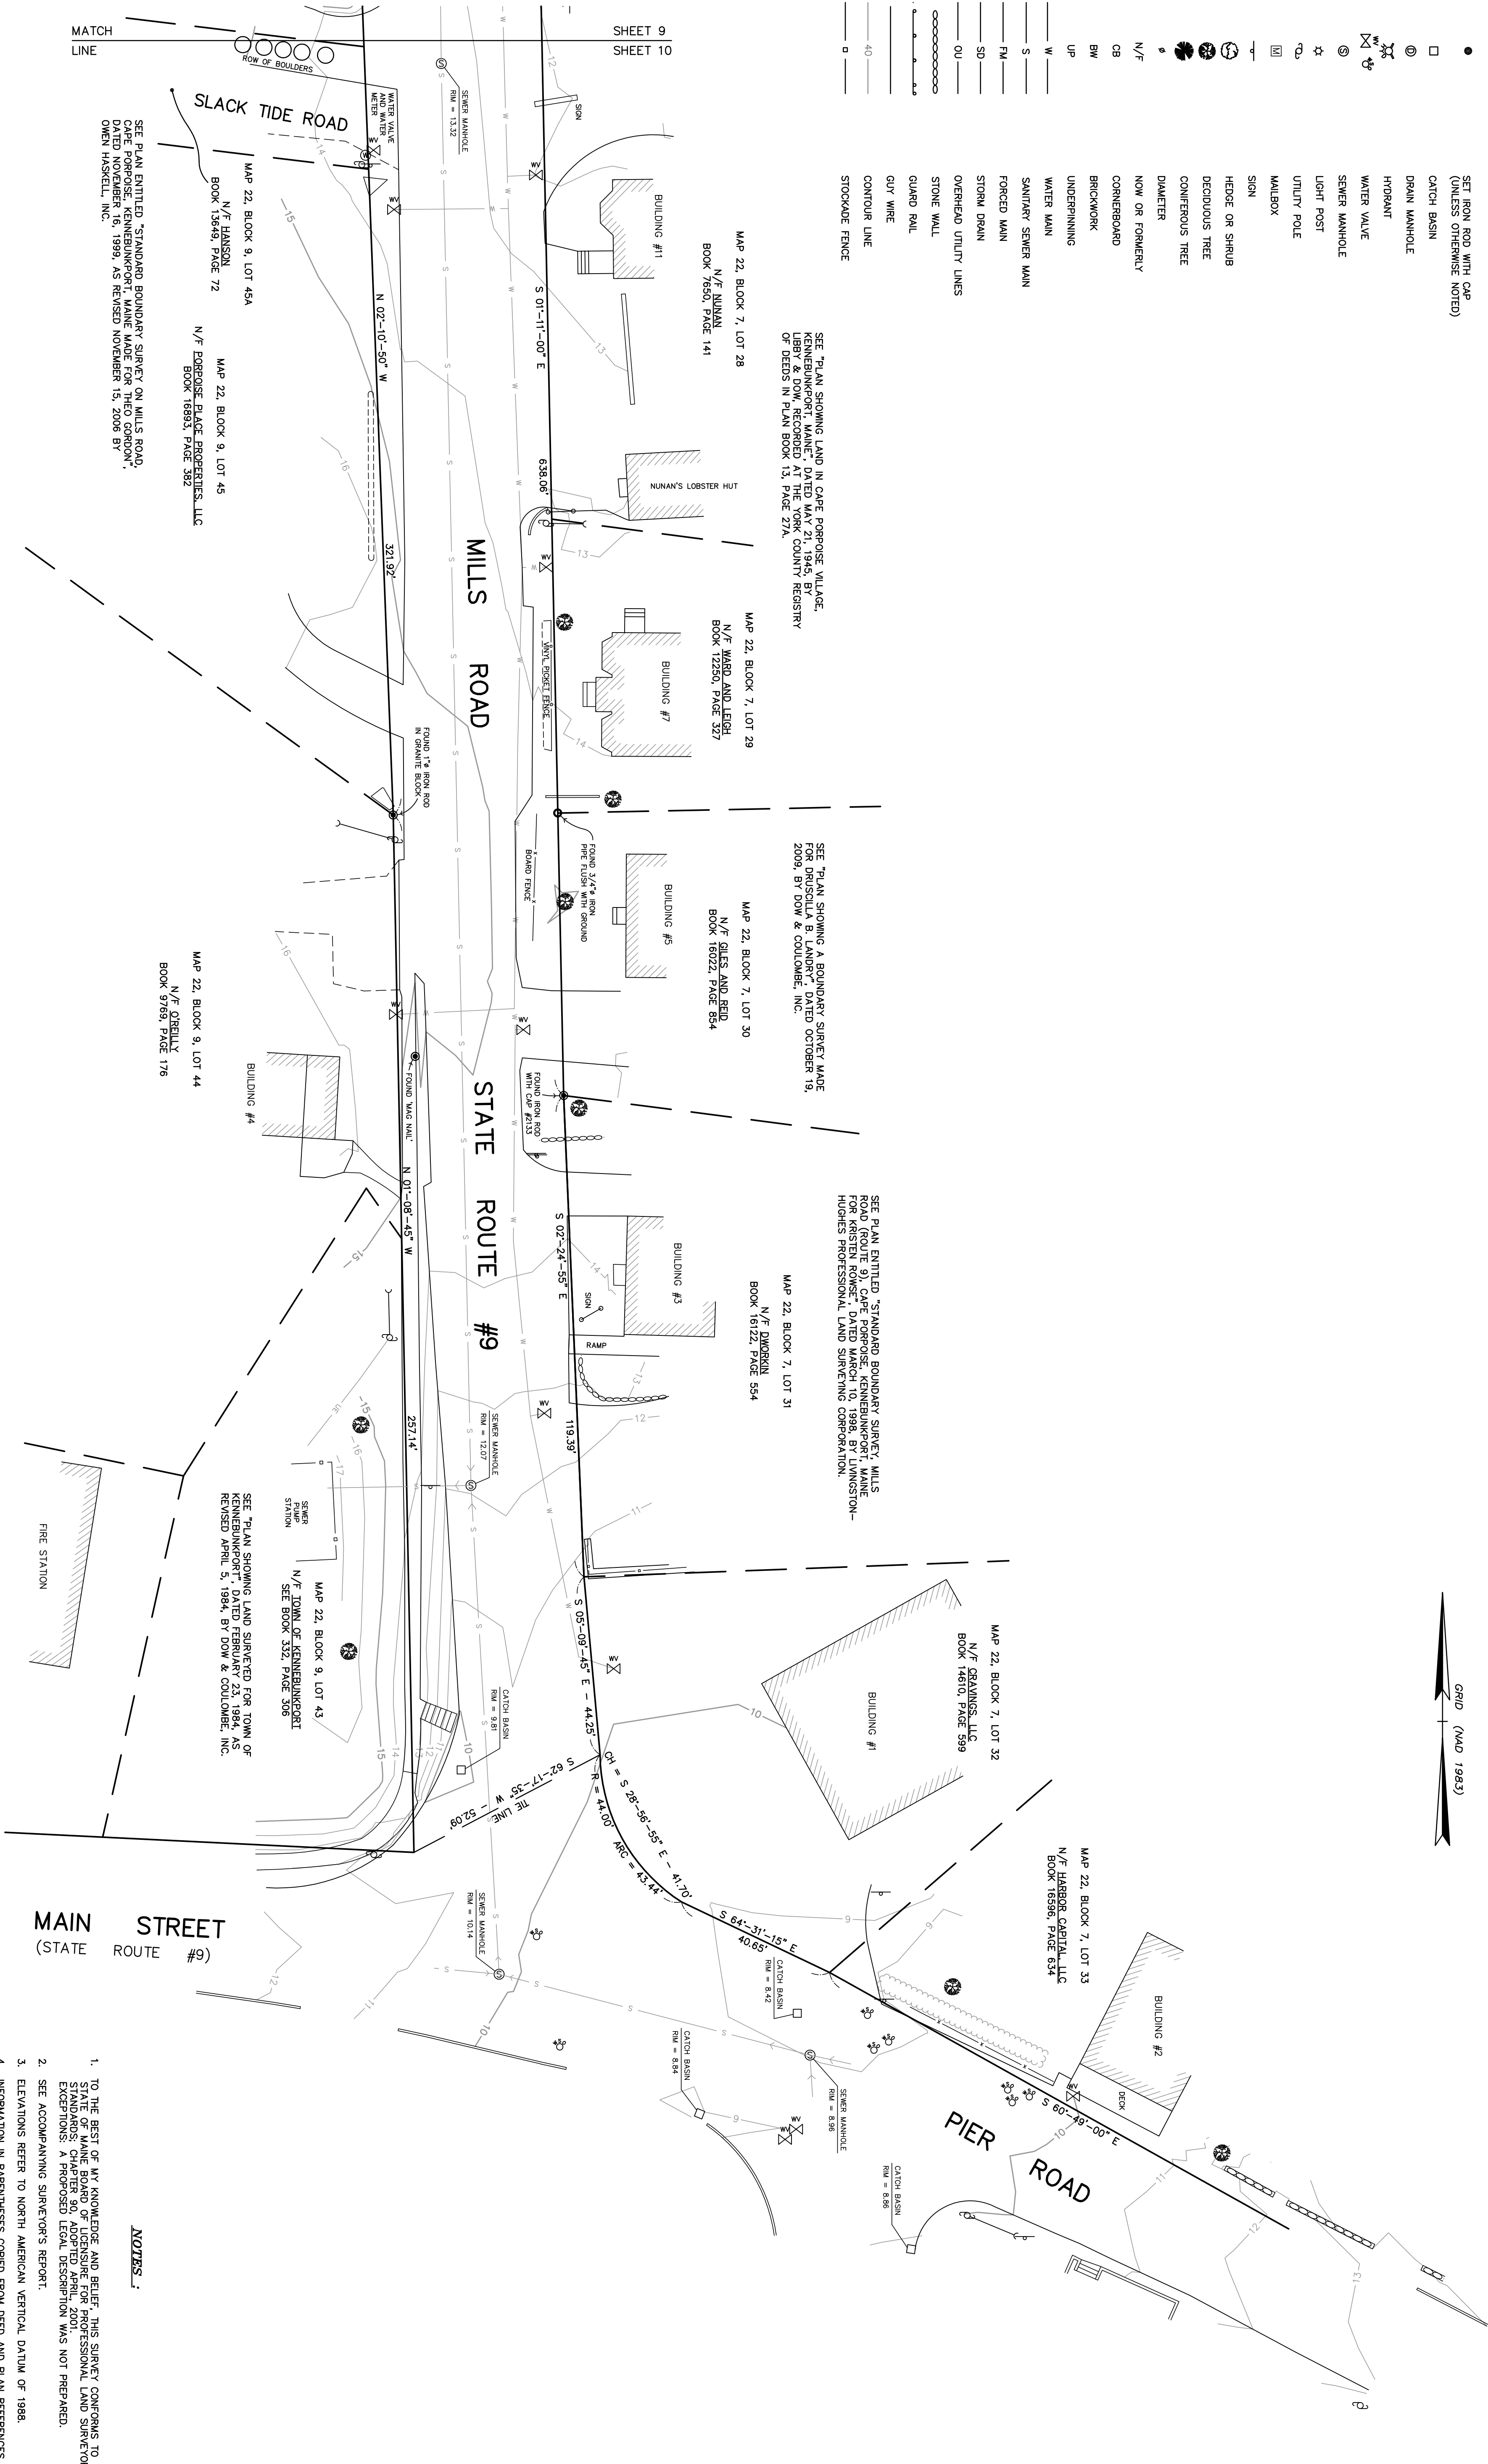 SET IRON ROD WITH CAP
(UNLESS OTHERWISE NOTED)
CATCH BASIN
D
DRAIN MANHOLE
HYDRANT
WV
WATER VALVE
S
SEWER MANHOLE
LIGHT POST
UTILITY POLE
M
MAILBOX
SIGN
HEDGE OR SHRUB
DECIDUOUS TREE
CONIFEROUS TREE
ø
DIAMETER
N/F
NOW OR FORMERLY
CB
CORNERBOARD
BW
BRICKWORK
UP
UNDERPINNING
W
WATER MAIN
S
SANITARY SEWER MAIN
FM
FORCED MAIN
SD
STORM DRAIN
OU
OVERHEAD UTILITY LINES
STONE WALL
GUARD RAIL
GUY WIRE
40
CONTOUR LINE
STOCKADE FENCE
GRID (NAD 1983)
MATCH
LINE
SHEET 9
SHEET 10
ROW OF BOULDERS
SLACK TIDE ROAD
WATER VALVE
AND WATER
METER
SEWER MANHOLE
RIM = 13.32
SIGN
BUILDING #11
MAP 22, BLOCK 7, LOT 28
N/F NUNAN
BOOK 7650, PAGE 141
SEE "PLAN SHOWING LAND IN CAPE PORPOISE VILLAGE,
KENNEBUNKPORT, MAINE", DATED MAY 21, 1945, BY
LIBBY & DOW, RECORDED AT THE YORK COUNTY REGISTRY
OF DEEDS IN PLAN BOOK 13, PAGE 27A.
MAP 22, BLOCK 9, LOT 45A
N/F HANSON
BOOK 13649, PAGE 72
SEE PLAN ENTITLED "STANDARD BOUNDARY SURVEY ON MILLS ROAD,
CAPE PORPOISE, KENNEBUNKPORT, MAINE MADE FOR THEO GORDON",
DATED NOVEMBER 16, 1999, AS REVISED NOVEMBER 15, 2006 BY
OWEN HASKELL, INC.
MAP 22, BLOCK 9, LOT 45
N/F PORPOISE PLACE PROPERTIES, LLC
BOOK 16893, PAGE 382
S 01°-11'-00" E
638.06'
N 02°-10'-50" W
321.92'
NUNAN'S LOBSTER HUT
MILLS ROAD
STATE ROUTE #9
MAP 22, BLOCK 7, LOT 29
N/F WARD AND LEIGH
BOOK 12250, PAGE 327
BUILDING #7
VINYL PICKET FENCE
FOUND 1"ø IRON ROD
IN GRANITE BLOCK
FOUND 3/4"ø IRON
PIPE FLUSH WITH GROUND
BOARD FENCE
BUILDING #5
MAP 22, BLOCK 7, LOT 30
N/F GILES AND REID
BOOK 16022, PAGE 854
SEE "PLAN SHOWING A BOUNDARY SURVEY MADE
FOR DRUSCILLA B. LANDRY", DATED OCTOBER 19,
2009, BY DOW & COULOMBE, INC.
MAP 22, BLOCK 9, LOT 44
N/F O'REILLY
BOOK 9769, PAGE 176
BUILDING #4
FOUND 'MAG NAIL'
FOUND IRON ROD
WITH CAP #2133
N 01°-08'-45" W
257.14'
S 02°-24'-55" E
119.39'
BUILDING #3
SIGN
RAMP
MAP 22, BLOCK 7, LOT 31
N/F DWORKIN
BOOK 16122, PAGE 554
SEE PLAN ENTITLED "STANDARD BOUNDARY SURVEY, MILLS
ROAD (ROUTE 9), CAPE PORPOISE, KENNEBUNKPORT, MAINE
FOR KRISTEN ROWSE", DATED MARCH 10, 1998, BY LIVINGSTON-
HUGHES PROFESSIONAL LAND SURVEYING CORPORATION.
SEWER MANHOLE
RIM = 12.07
SEWER
PUMP
STATION
MAP 22, BLOCK 9, LOT 43
N/F TOWN OF KENNEBUNKPORT
SEE BOOK 332, PAGE 306
SEE "PLAN SHOWING LAND SURVEYED FOR TOWN OF
KENNEBUNKPORT", DATED FEBRUARY 23, 1984, AS
REVISED APRIL 5, 1984, BY DOW & COULOMBE, INC.
FIRE STATION
CATCH BASIN
RIM = 9.81
S 05°-09'-45" E - 44.25'
TIE LINE
S 62°-17'-35" W - 52.09'
CH = S 28°-56'-55" E - 41.70'
R = 44.00' ARC = 43.44'
BUILDING #1
MAP 22, BLOCK 7, LOT 32
N/F CRAVINGS, LLC
BOOK 14610, PAGE 599
S 64°-31'-15" E
40.65'
MAP 22, BLOCK 7, LOT 33
N/F HARBOR CAPITAL, LLC
BOOK 16596, PAGE 634
BUILDING #2
DECK
S 60°-49'-00" E
SEWER MANHOLE
RIM = 10.14
CATCH BASIN
RIM = 8.42
CATCH BASIN
RIM = 8.84
SEWER MANHOLE
RIM = 8.96
CATCH BASIN
RIM = 8.86
PIER ROAD
MAIN STREET
(STATE ROUTE #9)
NOTES :
1. TO THE BEST OF MY KNOWLEDGE AND BELIEF, THIS SURVEY CONFORMS TO
STATE OF MAINE BOARD OF LICENSURE FOR PROFESSIONAL LAND SURVEYO
STANDARDS; CHAPTER 90, ADOPTED APRIL, 2001.
EXCEPTIONS: A PROPOSED LEGAL DESCRIPTION WAS NOT PREPARED.
2. SEE ACCOMPANYING SURVEYOR'S REPORT.
3. ELEVATIONS REFER TO NORTH AMERICAN VERTICAL DATUM OF 1988.
4. INFORMATION IN PARENTHESES COPIED FROM DEED AND PLAN REFERENCES